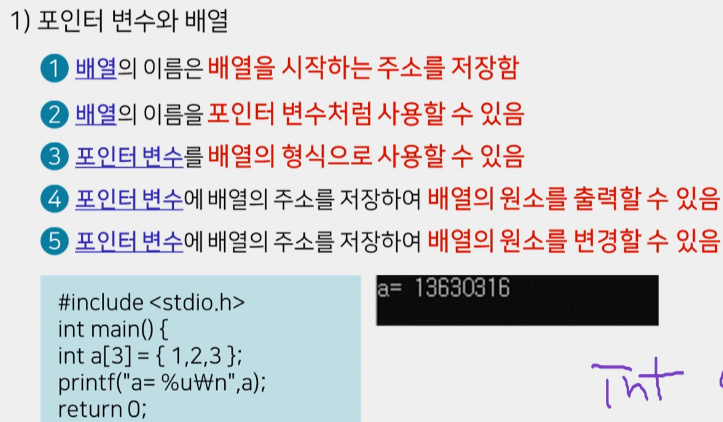 1) 포인터 변수와 배열
1 배열의 이름은 배열을 시작하는 주소를 저장함
2 배열의 이름을 포인터 변수처럼 사용할 수 있음
3 포인터 변수를 배열의 형식으로 사용할 수 있음
4 포인터 변수에 배열의 주소를 저장하여 배열의 원소를 출력할 수 있음
5 포인터 변수에 배열의 주소를 저장하여 배열의 원소를 변경할 수 있음
#include <stdio.h>
int main() {
int a[3] = { 1,2,3 };
printf("a= %u₩n",a);
return 0;
a= 13630316
Int